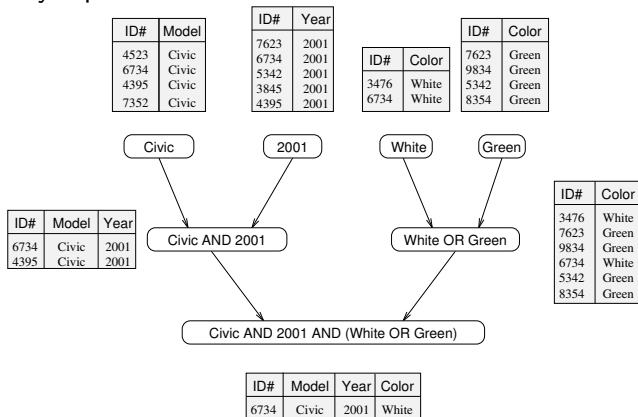 ID# Model
4523 Civic
6734 Civic
4395 Civic
7352 Civic
ID# Year
7623 2001
6734 2001
5342 2001
3845 2001
4395 2001
ID# Color
3476 White
6734 White
ID# Color
7623 Green
9834 Green
5342 Green
8354 Green
Civic
2001
White
Green
ID# Model Year
6734 Civic 2001
4395 Civic 2001
Civic AND 2001
White OR Green
ID# Color
3476 White
7623 Green
9834 Green
6734 White
5342 Green
8354 Green
Civic AND 2001 AND (White OR Green)
ID# Model Year Color
6734 Civic 2001 White